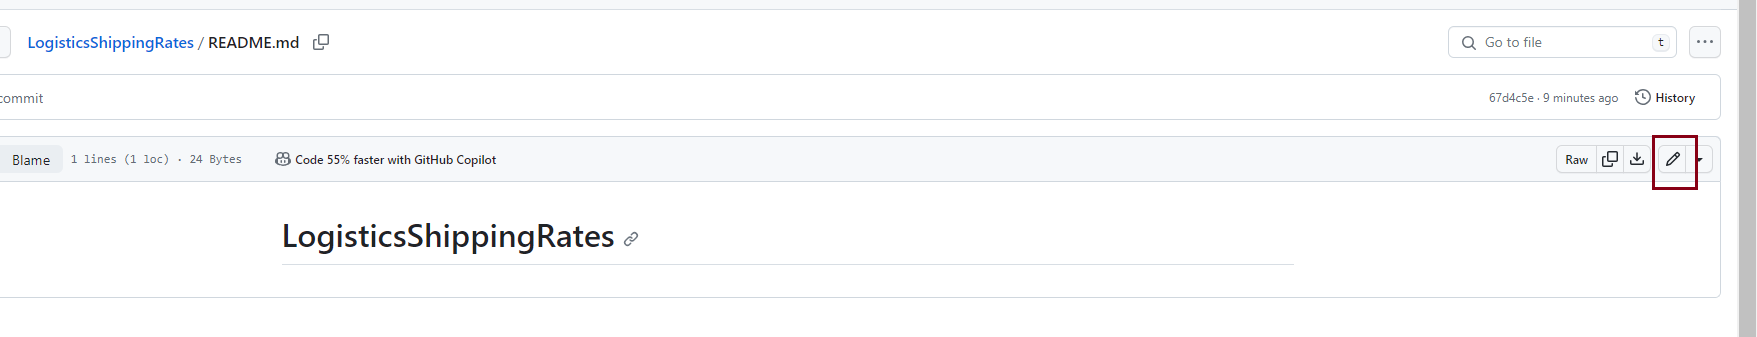 LogisticsShippingRates / README.md
Go to file t
commit
67d4c5e · 9 minutes ago History
Blame 1 lines (1 loc) · 24 Bytes Code 55% faster with GitHub Copilot Raw
LogisticsShippingRates